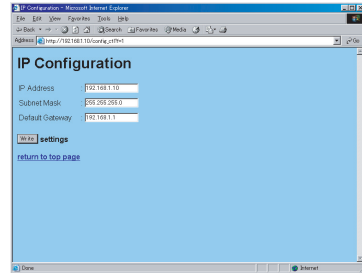 IP Configuration - Microsoft Internet Explorer
File Edit View Favorites Tools Help
Back Search Favorites Media
Address http://192.168.1.10/config_ct?t=1 Go
IP Configuration
IP Address : 192.168.1.10
Subnet Mask : 255.255.255.0
Default Gateway : 192.168.1.1
Write settings
return to top page
Done Internet